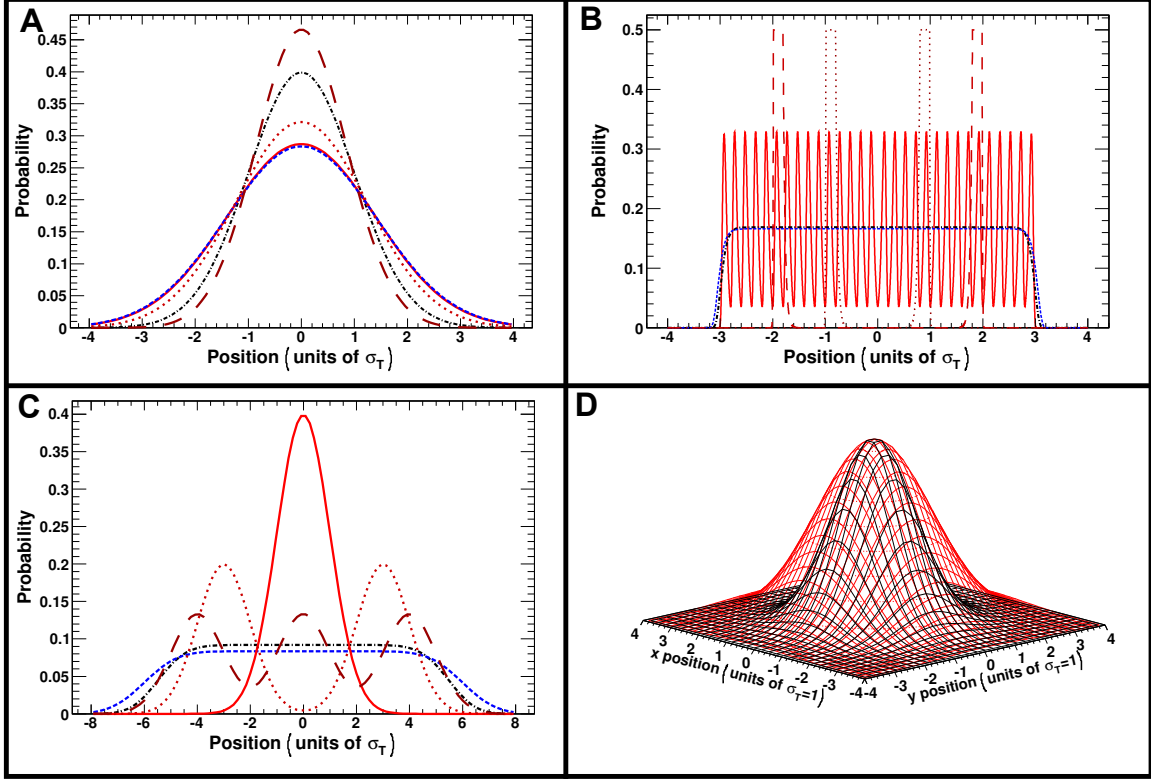 A
Probability
0.45
0.4
0.35
0.3
0.25
0.2
0.15
0.1
0.05
0
-4 -3 -2 -1 0 1 2 3 4
Position ( units of σT )
B
Probability
0.5
0.4
0.3
0.2
0.1
0
-4 -3 -2 -1 0 1 2 3 4
Position ( units of σT )
C
Probability
0.4
0.35
0.3
0.25
0.2
0.15
0.1
0.05
0
-8 -6 -4 -2 0 2 4 6 8
Position ( units of σT )
D
4 3 2 1 0 -1 -2 -3 -4
x position ( units of σT=1)
-4 -3 -2 -1 0 1 2 3 4
y position ( units of σT=1)